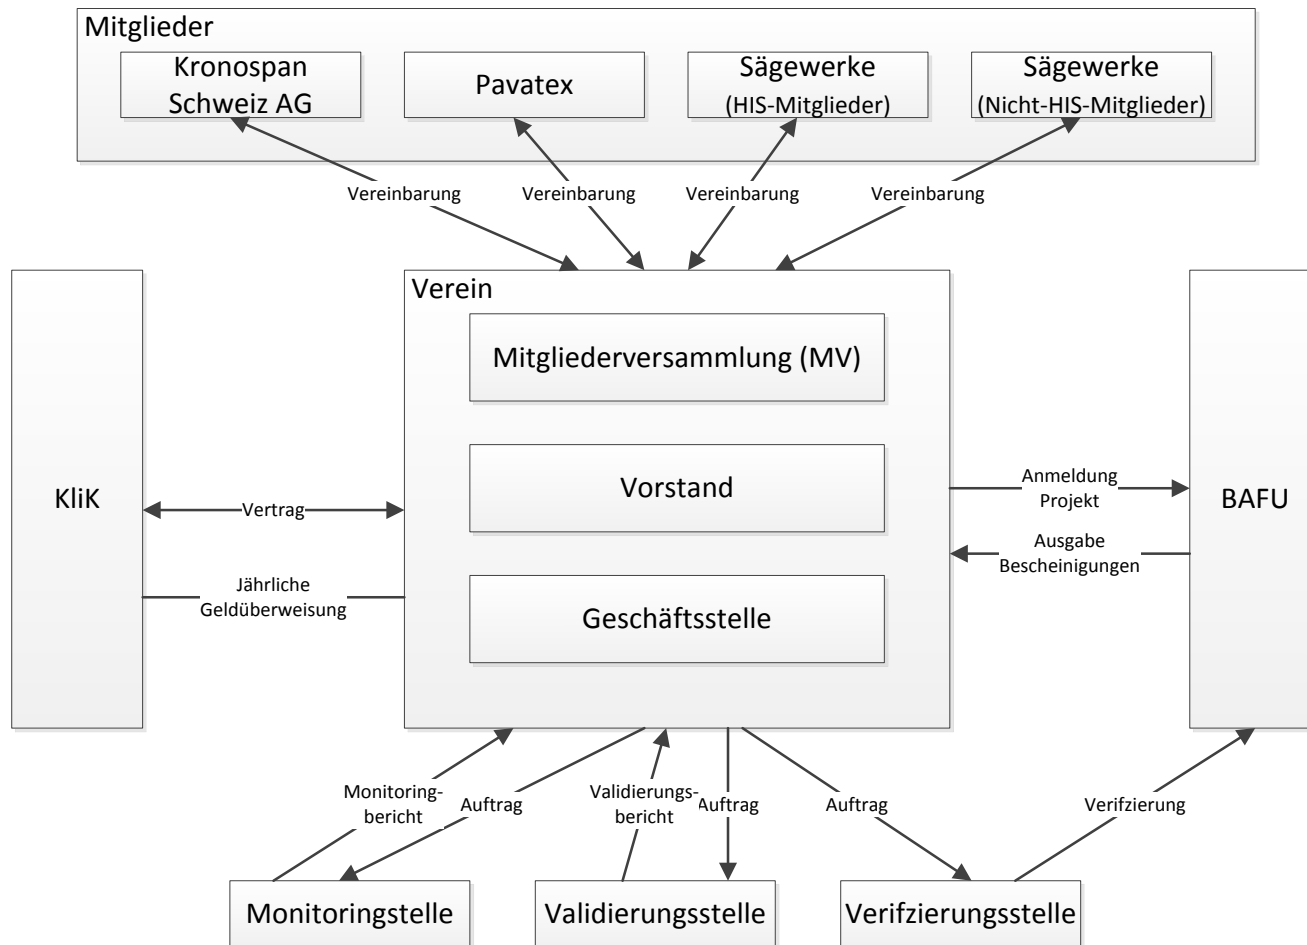 Mitglieder
Kronospan
Schweiz AG
Pavatex
Sägewerke
(HIS-Mitglieder)
Sägewerke
(Nicht-HIS-Mitglieder)
Vereinbarung
Vereinbarung
Vereinbarung
Vereinbarung
Verein
Mitgliederversammlung (MV)
Vorstand
Geschäftsstelle
KliK
Vertrag
Jährliche
Geldüberweisung
Anmeldung
Projekt
Ausgabe
Bescheinigungen
BAFU
Monitoring-
bericht
Auftrag
Validierungs-
bericht
Auftrag
Auftrag
Verifzierung
Monitoringstelle
Validierungsstelle
Verifzierungsstelle